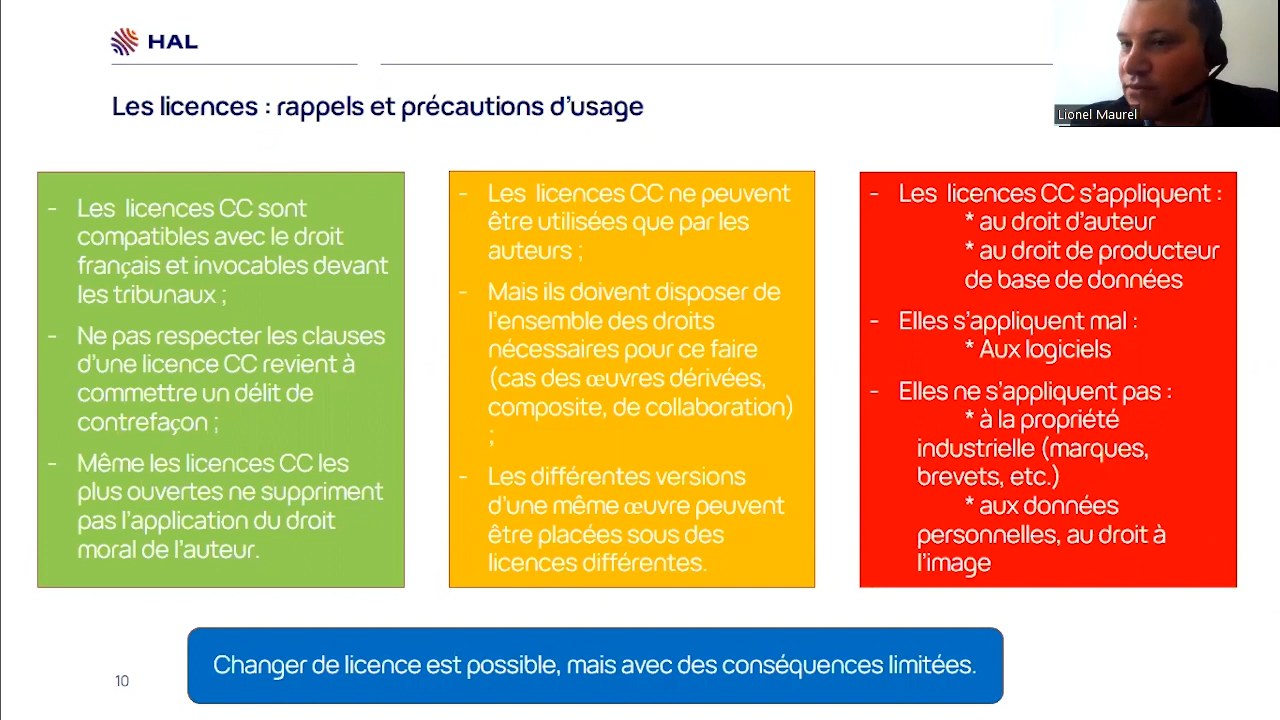 HAL
Lionel Maurel
Les licences : rappels et précautions d’usage
- Les licences CC sont
compatibles avec le droit
français et invocables devant
les tribunaux ;
- Ne pas respecter les clauses
d’une licence CC revient à
commettre un délit de
contrefaçon ;
- Même les licences CC les
plus ouvertes ne suppriment
pas l’application du droit
moral de l’auteur.
- Les licences CC ne peuvent
être utilisées que par les
auteurs ;
- Mais ils doivent disposer de
l’ensemble des droits
nécessaires pour ce faire
(cas des œuvres dérivées,
composite, de collaboration)
;
- Les différentes versions
d’une même œuvre peuvent
être placées sous des
licences différentes.
- Les licences CC s’appliquent :
* au droit d’auteur
* au droit de producteur
de base de données
- Elles s’appliquent mal :
* Aux logiciels
- Elles ne s’appliquent pas :
* à la propriété
industrielle (marques,
brevets, etc.)
* aux données
personnelles, au droit à
l’image
Changer de licence est possible, mais avec des conséquences limitées.
10